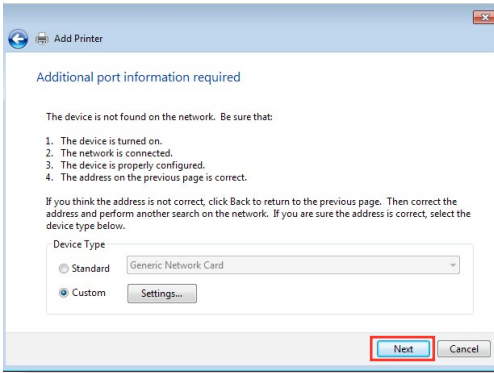 Add Printer
Additional port information required
The device is not found on the network. Be sure that:
1. The device is turned on.
2. The network is connected.
3. The device is properly configured.
4. The address on the previous page is correct.
If you think the address is not correct, click Back to return to the previous page. Then correct the
address and perform another search on the network. If you are sure the address is correct, select the
device type below.
Device Type
Standard Generic Network Card
Custom Settings...
Next Cancel